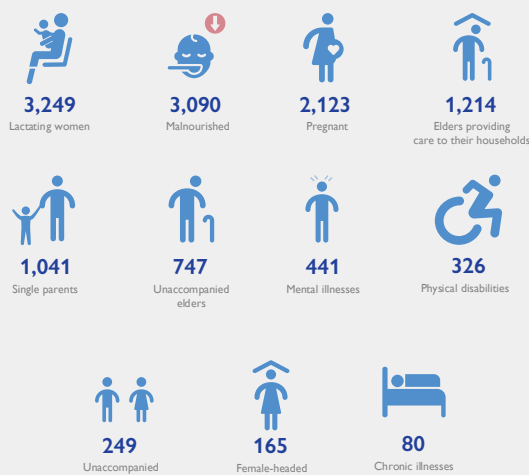 3,249
Lactating women
3,090
Malnourished
2,123
Pregnant
1,214
Elders providing
care to their households
1,041
Single parents
747
Unaccompanied
elders
441
Mental illnesses
326
Physical disabilities
249
Unaccompanied
165
Female-headed
80
Chronic illnesses